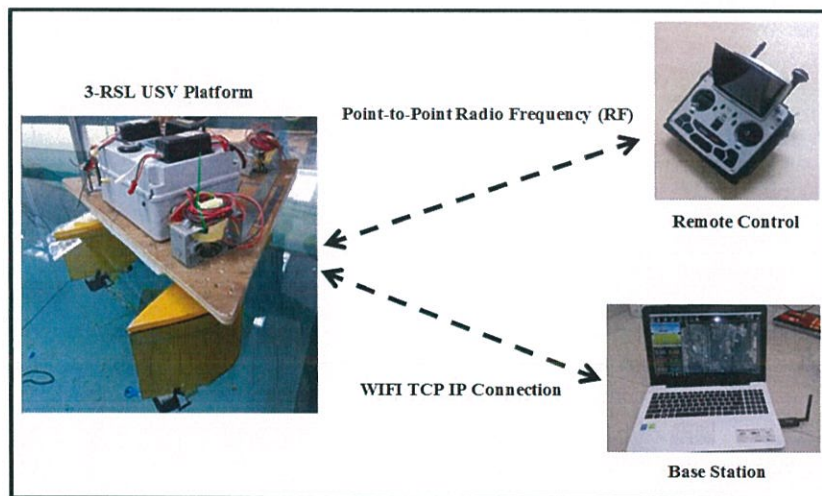 3-RSL USV Platform
Point-to-Point Radio Frequency (RF)
Remote Control
WIFI TCP IP Connection
Base Station